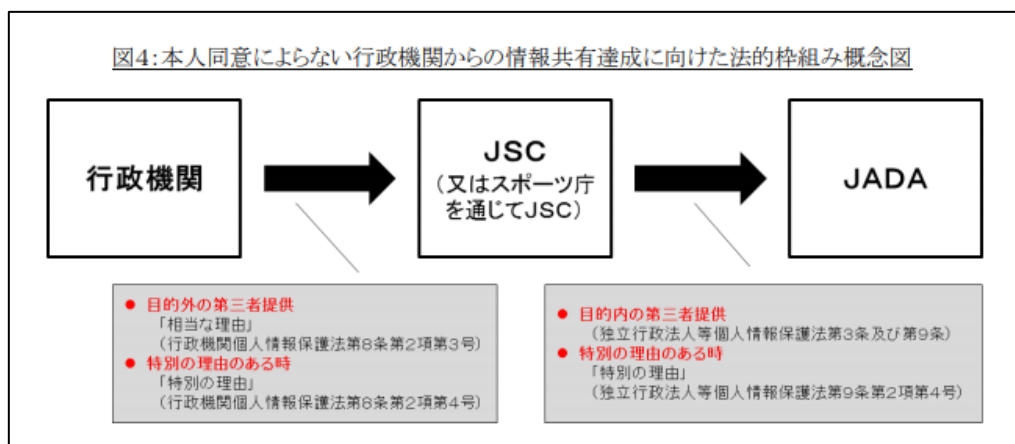 図4:本人同意によらない行政機関からの情報共有達成に向けた法的枠組み概念図
行政機関
JSC
(又はスポーツ庁
を通じてJSC)
JADA
● 目的外の第三者提供
「相当な理由」
(行政機関個人情報保護法第8条第2項第3号)
● 特別の理由のある時
「特別の理由」
(行政機関個人情報保護法第8条第2項第4号)
● 目的内の第三者提供
(独立行政法人等個人情報保護法第3条及び第9条)
● 特別の理由のある時
「特別の理由」
(独立行政法人等個人情報保護法第9条第2項第4号)